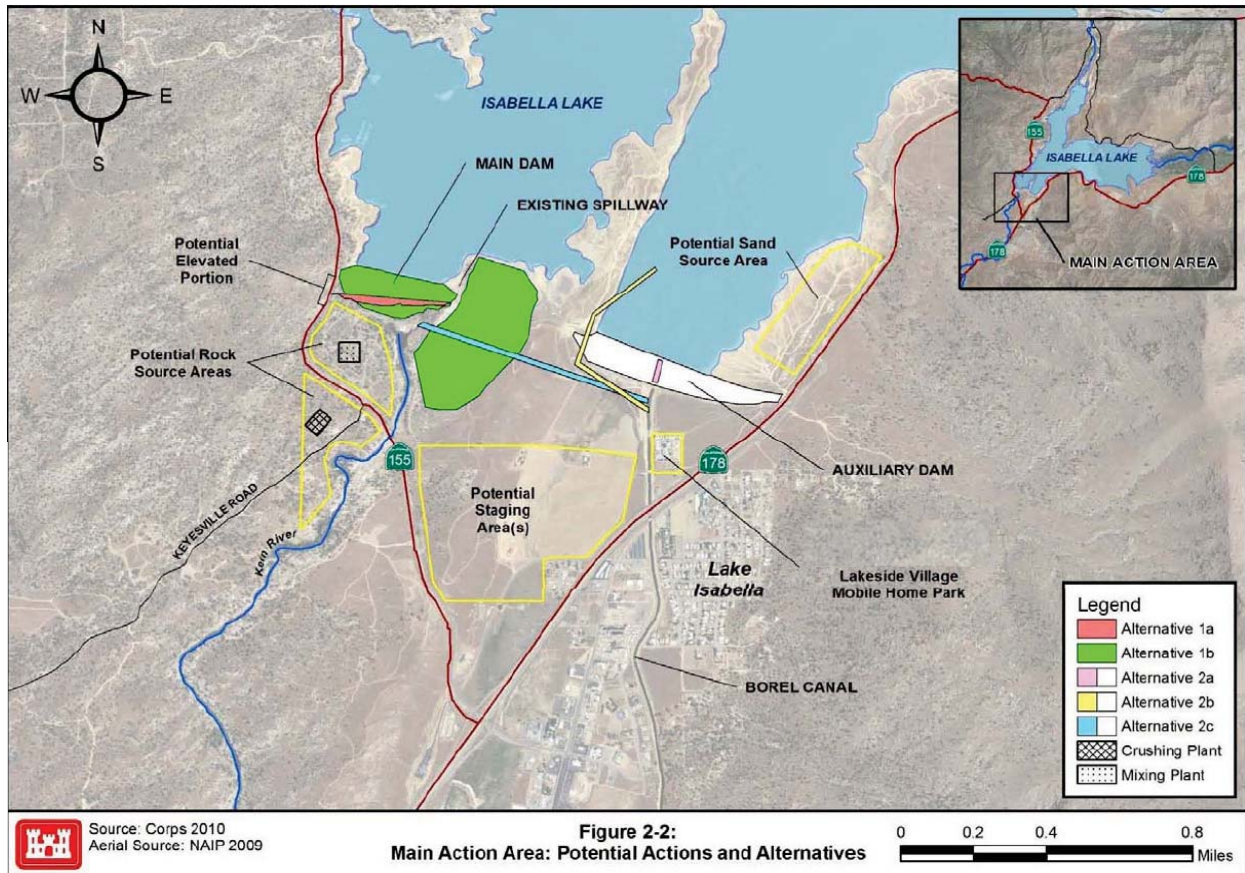 N
W
E
S
ISABELLA LAKE
MAIN DAM
EXISTING SPILLWAY
Potential
Elevated
Portion
Potential Sand
Source Area
155
ISABELLA LAKE
178
178
MAIN ACTION AREA
Potential Rock
Source Areas
155
178
AUXILIARY DAM
KEYESVILLE ROAD
Kern River
Potential
Staging
Area(s)
Lake
Isabella
Lakeside Village
Mobile Home Park
BOREL CANAL
Legend
Alternative 1a
Alternative 1b
Alternative 2a
Alternative 2b
Alternative 2c
Crushing Plant
Mixing Plant
Source: Corps 2010
Aerial Source: NAIP 2009
Figure 2-2:
Main Action Area: Potential Actions and Alternatives
0 0.2 0.4 0.8
Miles